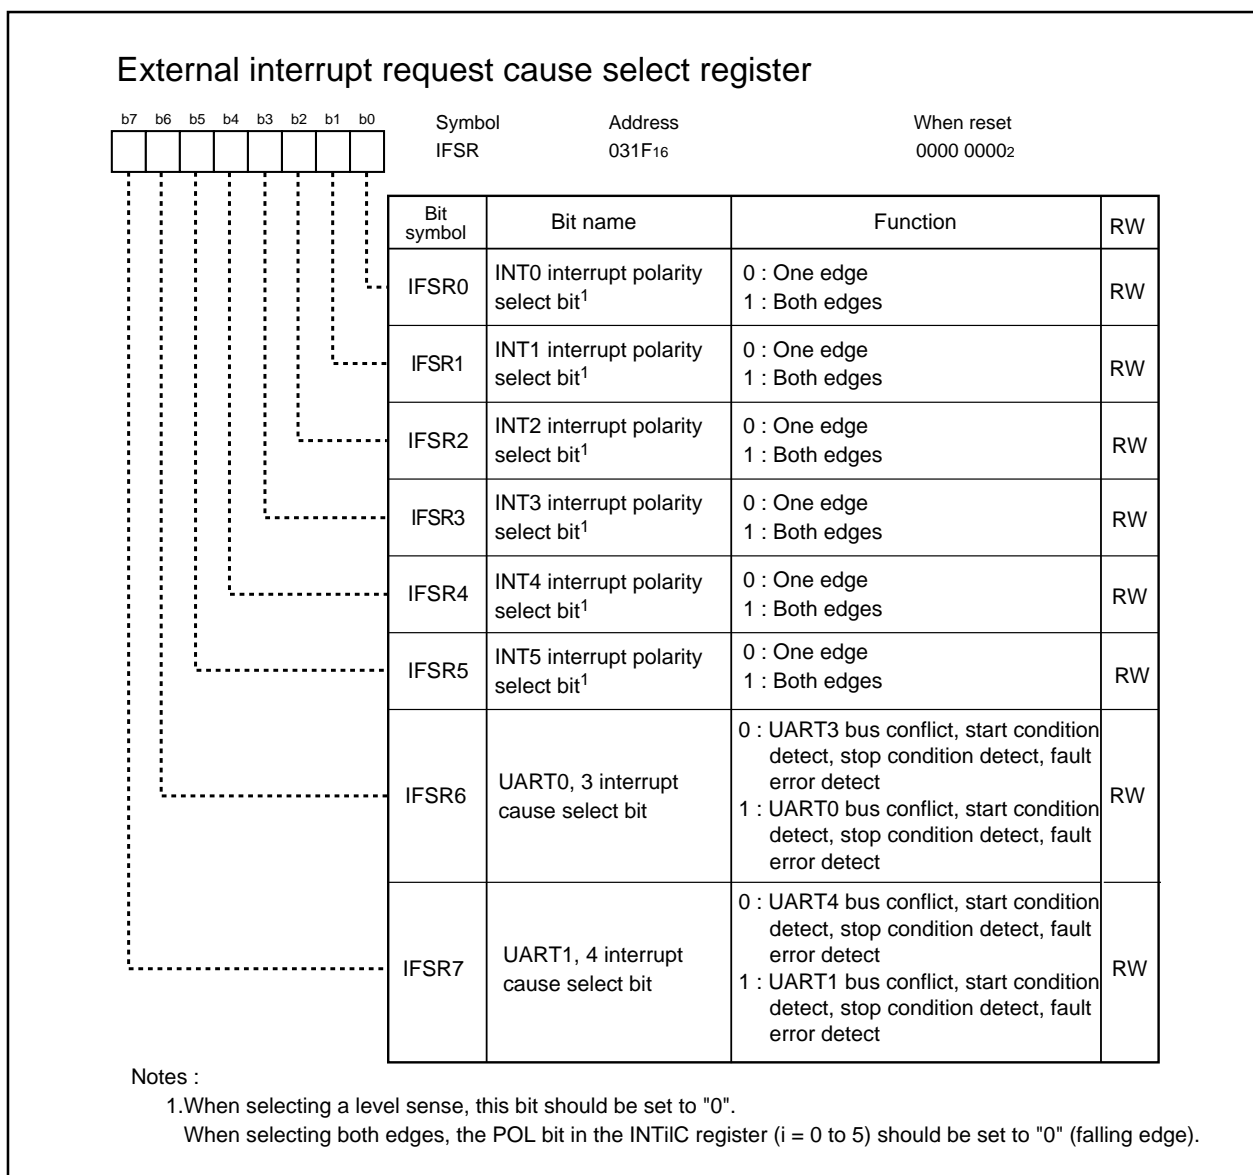 External interrupt request cause select register
b7 b6 b5 b4 b3 b2 b1 b0
Symbol Address When reset
IFSR 031F16 0000 00002
Bit symbol Bit name Function RW
IFSR0 INT0 interrupt polarity select bit1 0 : One edge
1 : Both edges RW
IFSR1 INT1 interrupt polarity select bit1 0 : One edge
1 : Both edges RW
IFSR2 INT2 interrupt polarity select bit1 0 : One edge
1 : Both edges RW
IFSR3 INT3 interrupt polarity select bit1 0 : One edge
1 : Both edges RW
IFSR4 INT4 interrupt polarity select bit1 0 : One edge
1 : Both edges RW
IFSR5 INT5 interrupt polarity select bit1 0 : One edge
1 : Both edges RW
IFSR6 UART0, 3 interrupt cause select bit
0 : UART3 bus conflict, start condition
detect, stop condition detect, fault
error detect
1 : UART0 bus conflict, start condition
detect, stop condition detect, fault
error detect
RW
IFSR7 UART1, 4 interrupt cause select bit
0 : UART4 bus conflict, start condition
detect, stop condition detect, fault
error detect
1 : UART1 bus conflict, start condition
detect, stop condition detect, fault
error detect
RW
Notes :
1.When selecting a level sense, this bit should be set to "0".
When selecting both edges, the POL bit in the INTiIC register (i = 0 to 5) should be set to "0" (falling edge).